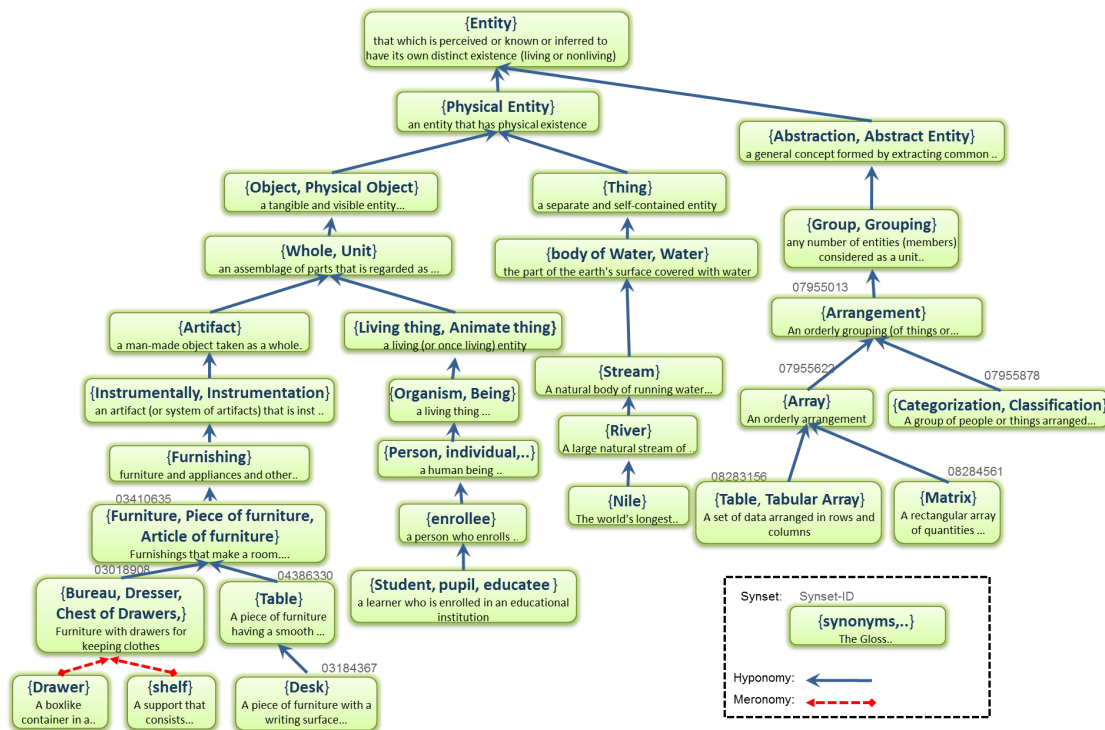 {Entity}
that which is perceived or known or inferred to
have its own distinct existence (living or nonliving)
{Physical Entity}
an entity that has physical existence
{Abstraction, Abstract Entity}
a general concept formed by extracting common ..
{Object, Physical Object}
a tangible and visible entity...
{Thing}
a separate and self-contained entity
{Group, Grouping}
any number of entities (members)
considered as a unit..
{Whole, Unit}
an assemblage of parts that is regarded as ...
{body of Water, Water}
the part of the earth's surface covered with water
07955013
{Arrangement}
An orderly grouping (of things or...
{Artifact}
a man-made object taken as a whole.
{Living thing, Animate thing}
a living (or once living) entity
{Stream}
A natural body of running water...
07955622
07955878
{Instrumentally, Instrumentation}
an artifact (or system of artifacts) that is inst ..
{Organism, Being}
a living thing ...
{Array}
An orderly arrangement
{Categorization, Classification}
A group of people or things arranged...
{Furnishing}
furniture and appliances and other..
{Person, individual,..}
a human being ..
{River}
A large natural stream of ..
03410635
08283156
08284561
{Furniture, Piece of furniture,
Article of furniture}
Furnishings that make a room....
{enrollee}
a person who enrolls ..
{Nile}
The world's longest..
{Table, Tabular Array}
A set of data arranged in rows and
columns
{Matrix}
A rectangular array
of quantities ...
03018908
04386330
{Bureau, Dresser,
Chest of Drawers,}
Furniture with drawers for
keeping clothes
{Table}
A piece of furniture
having a smooth ...
{Student, pupil, educatee }
a learner who is enrolled in an educational
institution
03184367
{Drawer}
A boxlike
container in a..
{shelf}
A support that
consists...
{Desk}
A piece of furniture with a
writing surface...
Synset: Synset-ID
{synonyms,..}
The Gloss..
Hyponomy:
Meronomy: